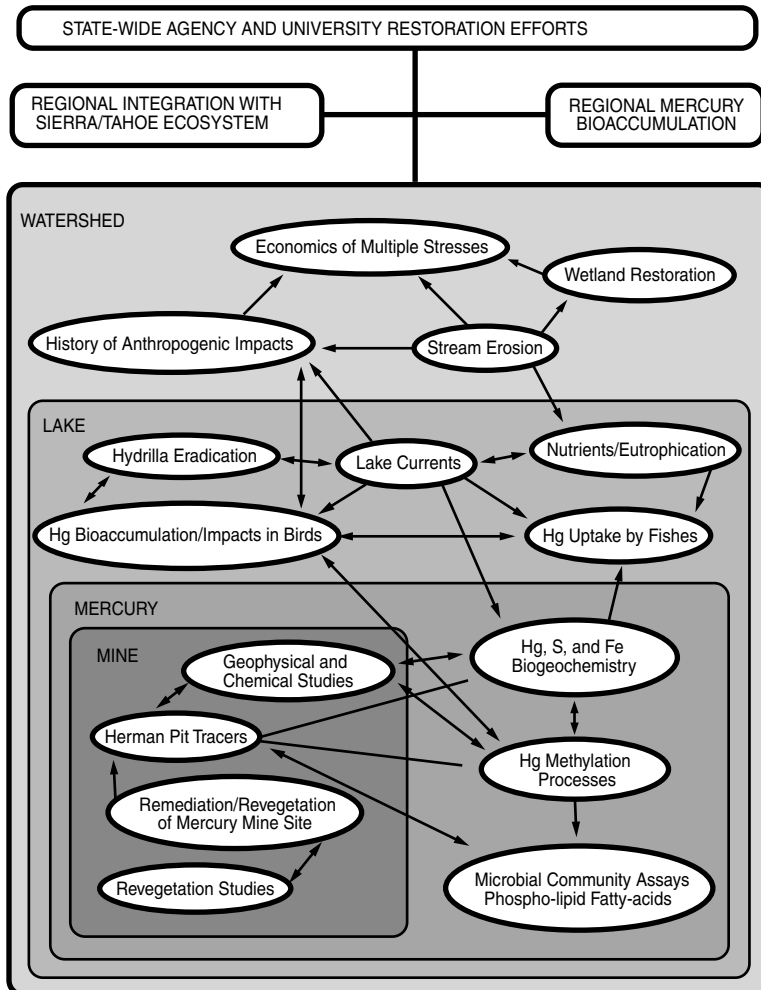 STATE-WIDE AGENCY AND UNIVERSITY RESTORATION EFFORTS
REGIONAL INTEGRATION WITH
SIERRA/TAHOE ECOSYSTEM
REGIONAL MERCURY
BIOACCUMULATION
WATERSHED
Economics of Multiple Stresses
Wetland Restoration
History of Anthropogenic Impacts
Stream Erosion
LAKE
Hydrilla Eradication
Lake Currents
Nutrients/Eutrophication
Hg Bioaccumulation/Impacts in Birds
Hg Uptake by Fishes
MERCURY
MINE
Geophysical and
Chemical Studies
Hg, S, and Fe
Biogeochemistry
Herman Pit Tracers
Hg Methylation
Processes
Remediation/Revegetation
of Mercury Mine Site
Revegetation Studies
Microbial Community Assays
Phospho-lipid Fatty-acids